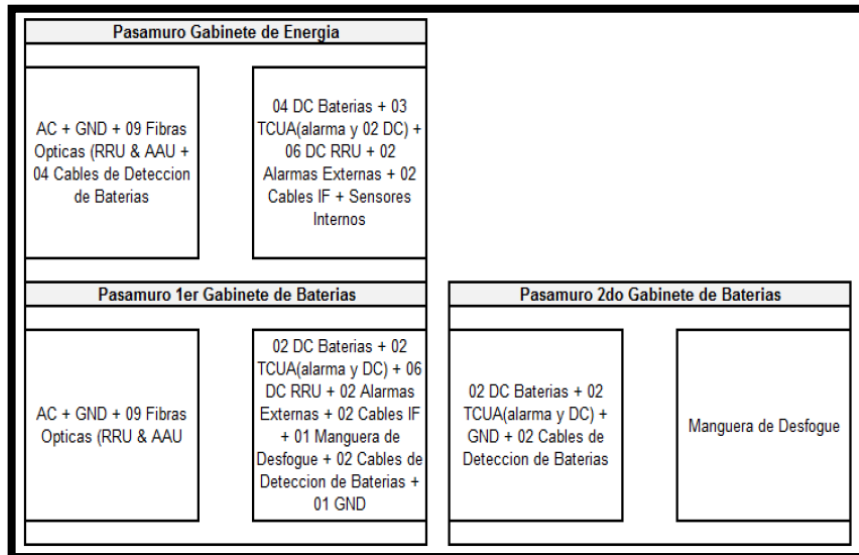 Pasamuro Gabinete de Energia
AC + GND + 09 Fibras
Opticas (RRU & AAU +
04 Cables de Deteccion
de Baterias
04 DC Baterias + 03
TCUA(alarma y 02 DC) +
06 DC RRU + 02
Alarmas Externas + 02
Cables IF + Sensores
Internos
Pasamuro 1er Gabinete de Baterias
AC + GND + 09 Fibras
Opticas (RRU & AAU
02 DC Baterias + 02
TCUA(alarma y DC) + 06
DC RRU + 02 Alarmas
Externas + 02 Cables IF
+ 01 Manguera de
Desfogue + 02 Cables de
Deteccion de Baterias +
01 GND
Pasamuro 2do Gabinete de Baterias
02 DC Baterias + 02
TCUA(alarma y DC) +
GND + 02 Cables de
Deteccion de Baterias
Manguera de Desfogue